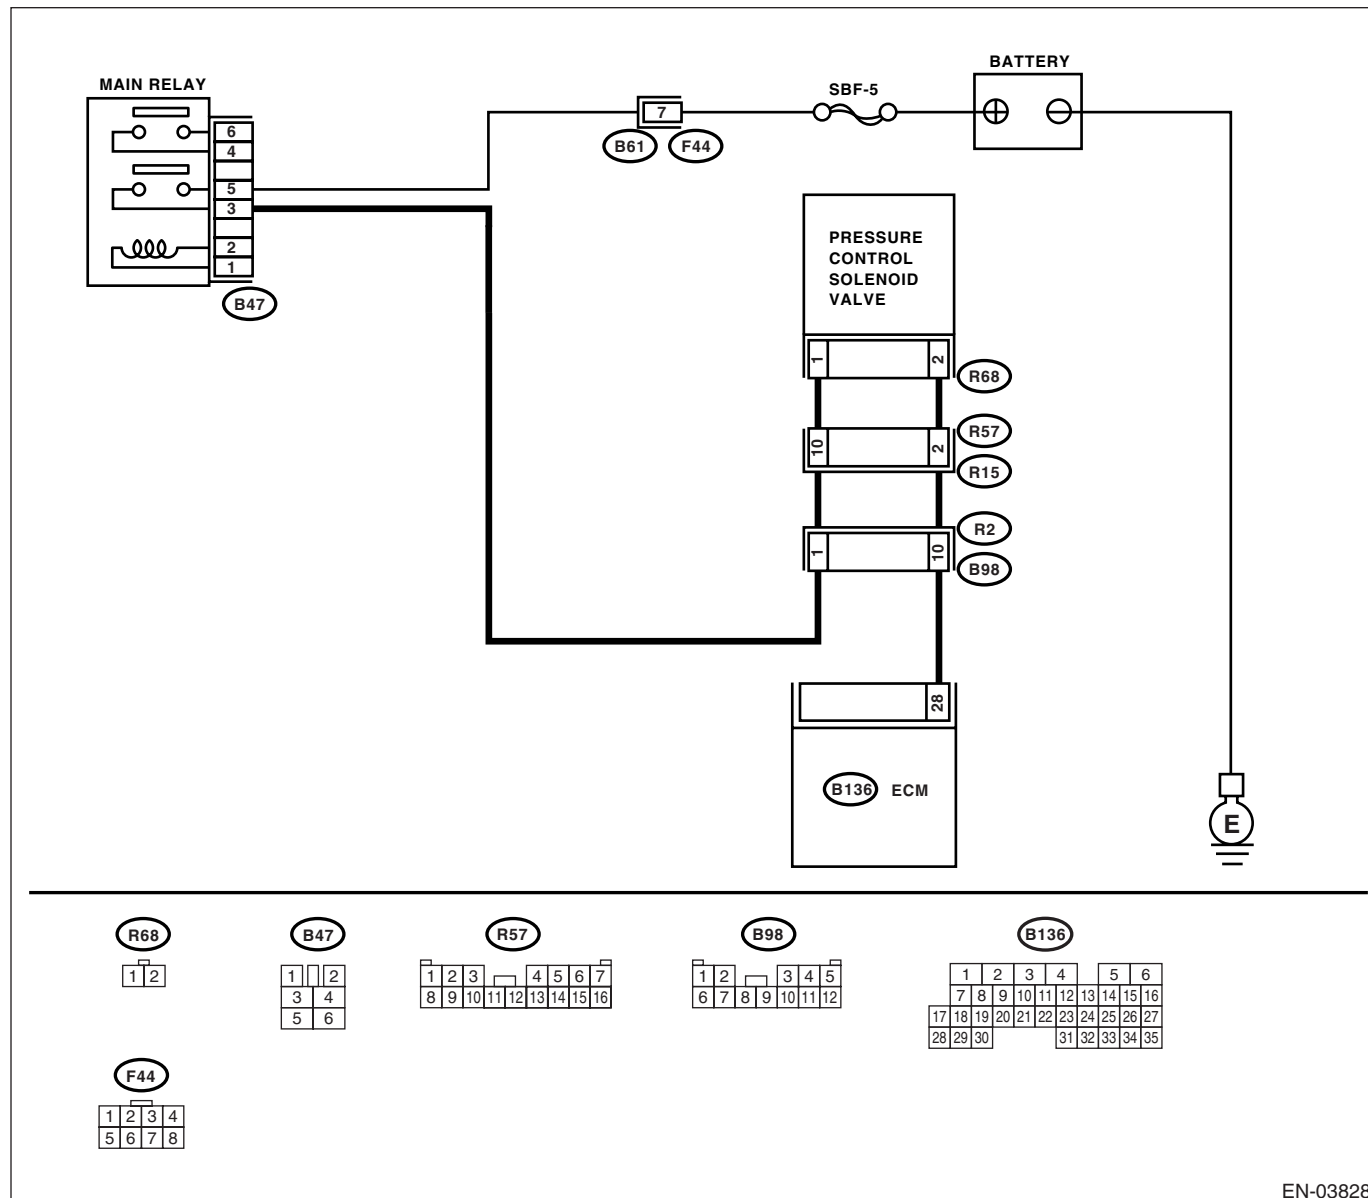 BATTERY
SBF-5
MAIN RELAY
7
B61 F44
6
4
5
3
2
1
B47
PRESSURE
CONTROL
SOLENOID
VALVE
1 2
R68
R57
10 2
R15
R2
1 10
B98
28
B136 ECM
E
R68 B47 R57 B98 B136
1 2
1 2
3 4
5 6
1 2 3 4 5 6 7
8 9 10 11 12 13 14 15 16
1 2 3 4 5
6 7 8 9 10 11 12
1 2 3 4 5 6
7 8 9 10 11 12 13 14 15 16
17 18 19 20 21 22 23 24 25 26 27
28 29 30 31 32 33 34 35
F44
1 2 3 4
5 6 7 8
EN-03828